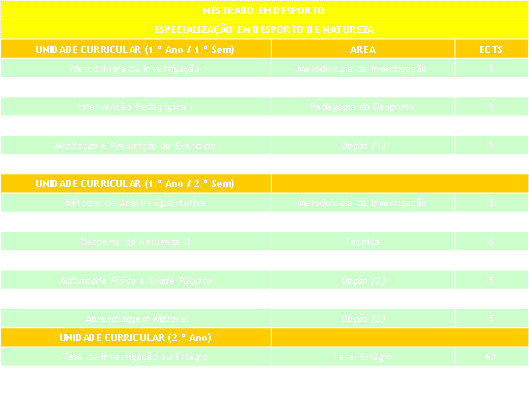 MESTRADO EM DESPORTO
ESPECIALIZAÇÃO EM DESPORTO DE NATUREZA
UNIDADE CURRICULAR (1.º Ano / 1.º Sem) AREA ECTS
Metodologia da Investigação Metodologia da Investigação 5
Intervenção Pedagógica I Pedagogia do Desporto 9
Avaliação e Prescrição do Exercício Opção (1) 5
UNIDADE CURRICULAR (1.º Ano / 2.º Sem)
Métodos de Análise Qualitativa Metodologia da Investigação 5
Desporto de Natureza II Técnica 6
Actividade Física e Saúde Pública Opção (2) 5
Aprendizagem Motora Opção (2) 5
UNIDADE CURRICULAR (2.º Ano)
Tese de Investigação ou Estágio Tese/Estágio 60